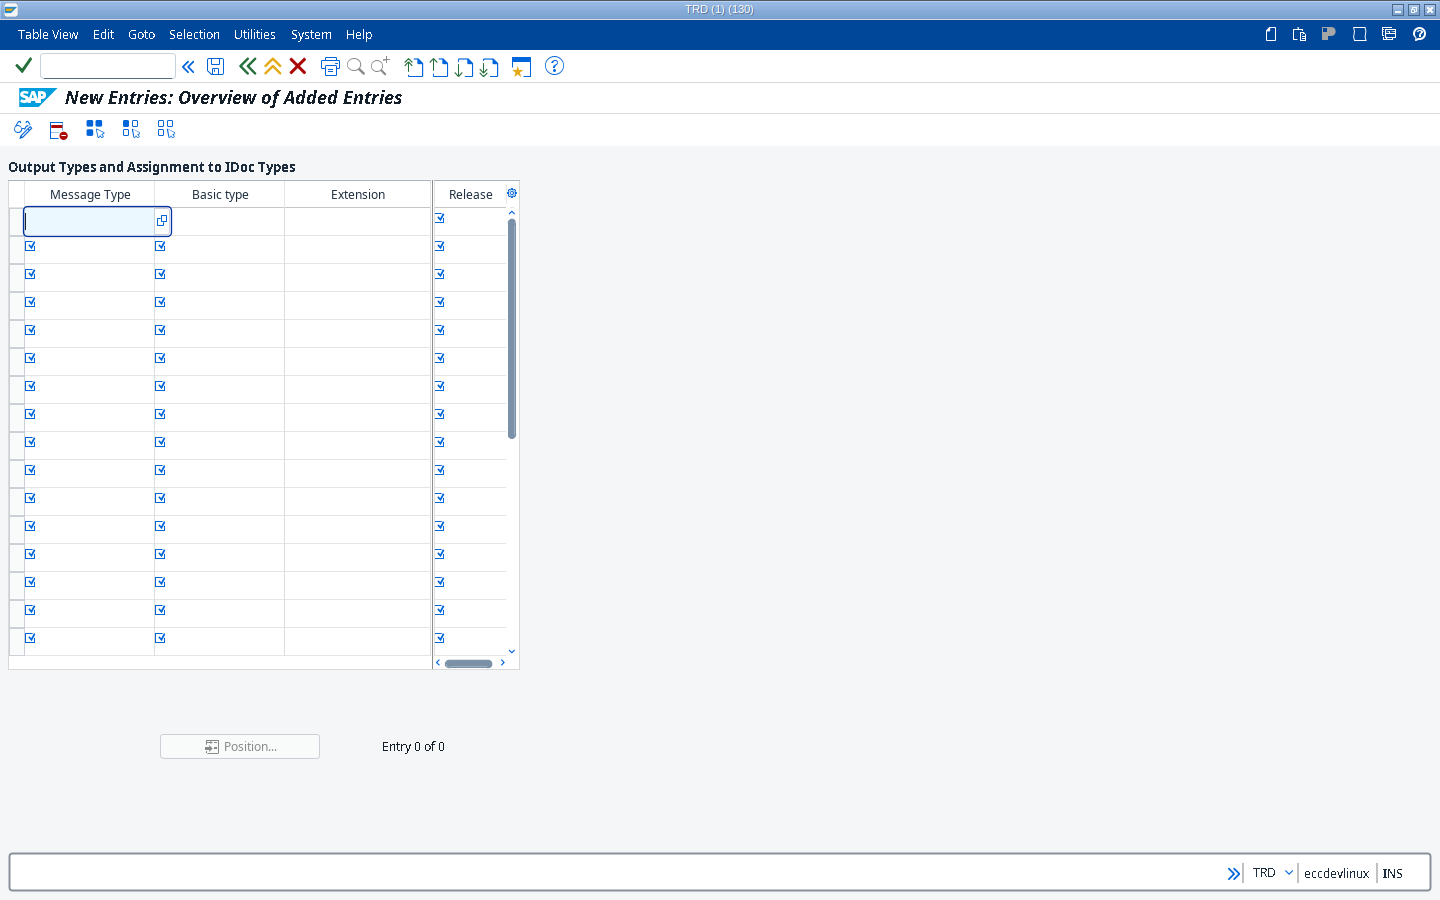 TRD (1) (130)
Table View Edit Goto Selection Utilities System Help
SAP New Entries: Overview of Added Entries
Output Types and Assignment to IDoc Types
Message Type Basic type Extension Release
Position... Entry 0 of 0
TRD eccdevlinux INS